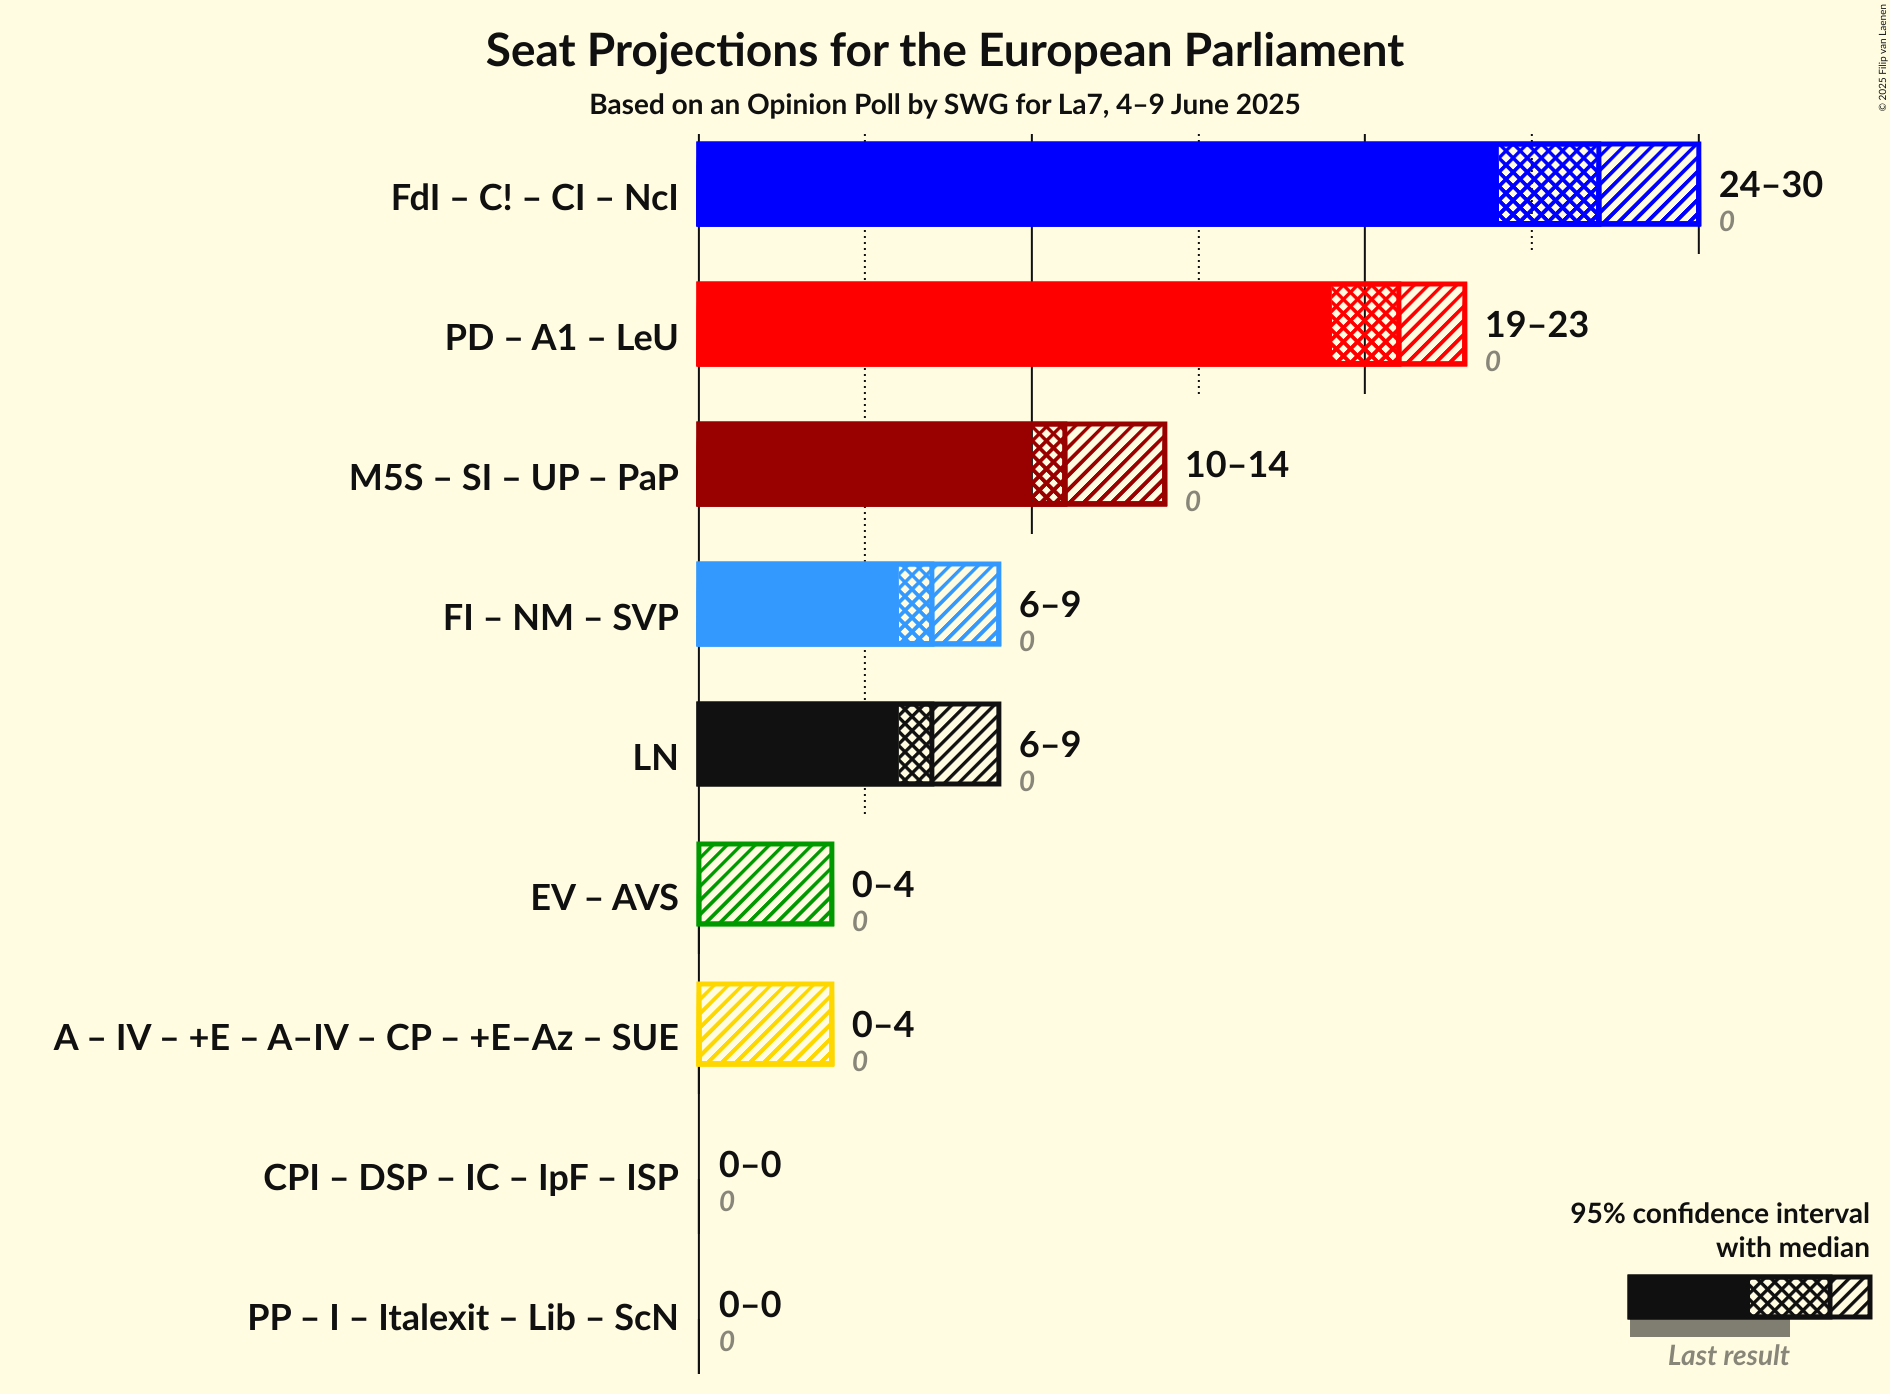 Seat Projections for the European Parliament
Based on an Opinion Poll by SWG for La7, 4–9 June 2025
© 2025 Filip van Laenen
FdI – C! – CI – NcI
24–30
0
PD – A1 – LeU
19–23
0
M5S – SI – UP – PaP
10–14
0
FI – NM – SVP
6–9
0
LN
6–9
0
EV – AVS
0–4
0
A – IV – +E – A–IV – CP – +E–Az – SUE
0–4
0
CPI – DSP – IC – IpF – ISP
0–0
0
PP – I – Italexit – Lib – ScN
0–0
0
95% confidence interval
with median
Last result